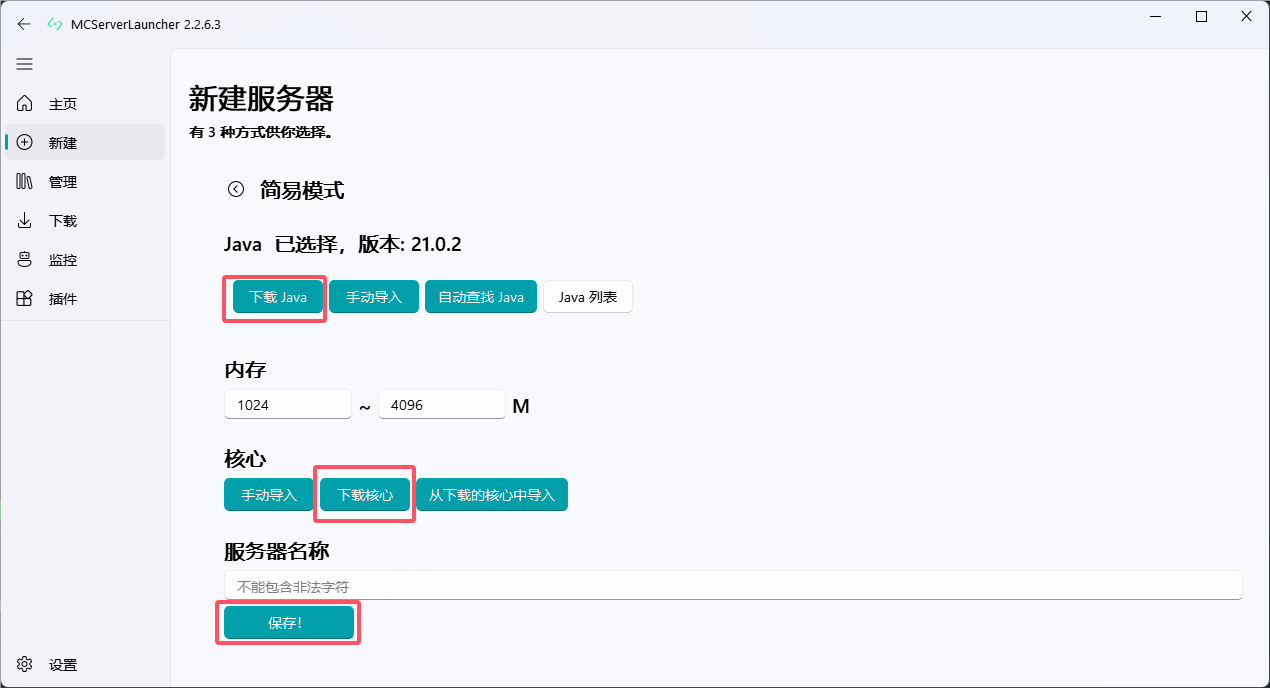 MCServerLauncher 2.2.6.3
主页
新建
管理
下载
监控
插件
设置
新建服务器
有 3 种方式供你选择。
简易模式
Java 已选择，版本: 21.0.2
下载 Java 手动导入 自动查找 Java Java 列表
内存
1024 ~ 4096 M
核心
手动导入 下载核心 从下载的核心中导入
服务器名称
不能包含非法字符
保存!